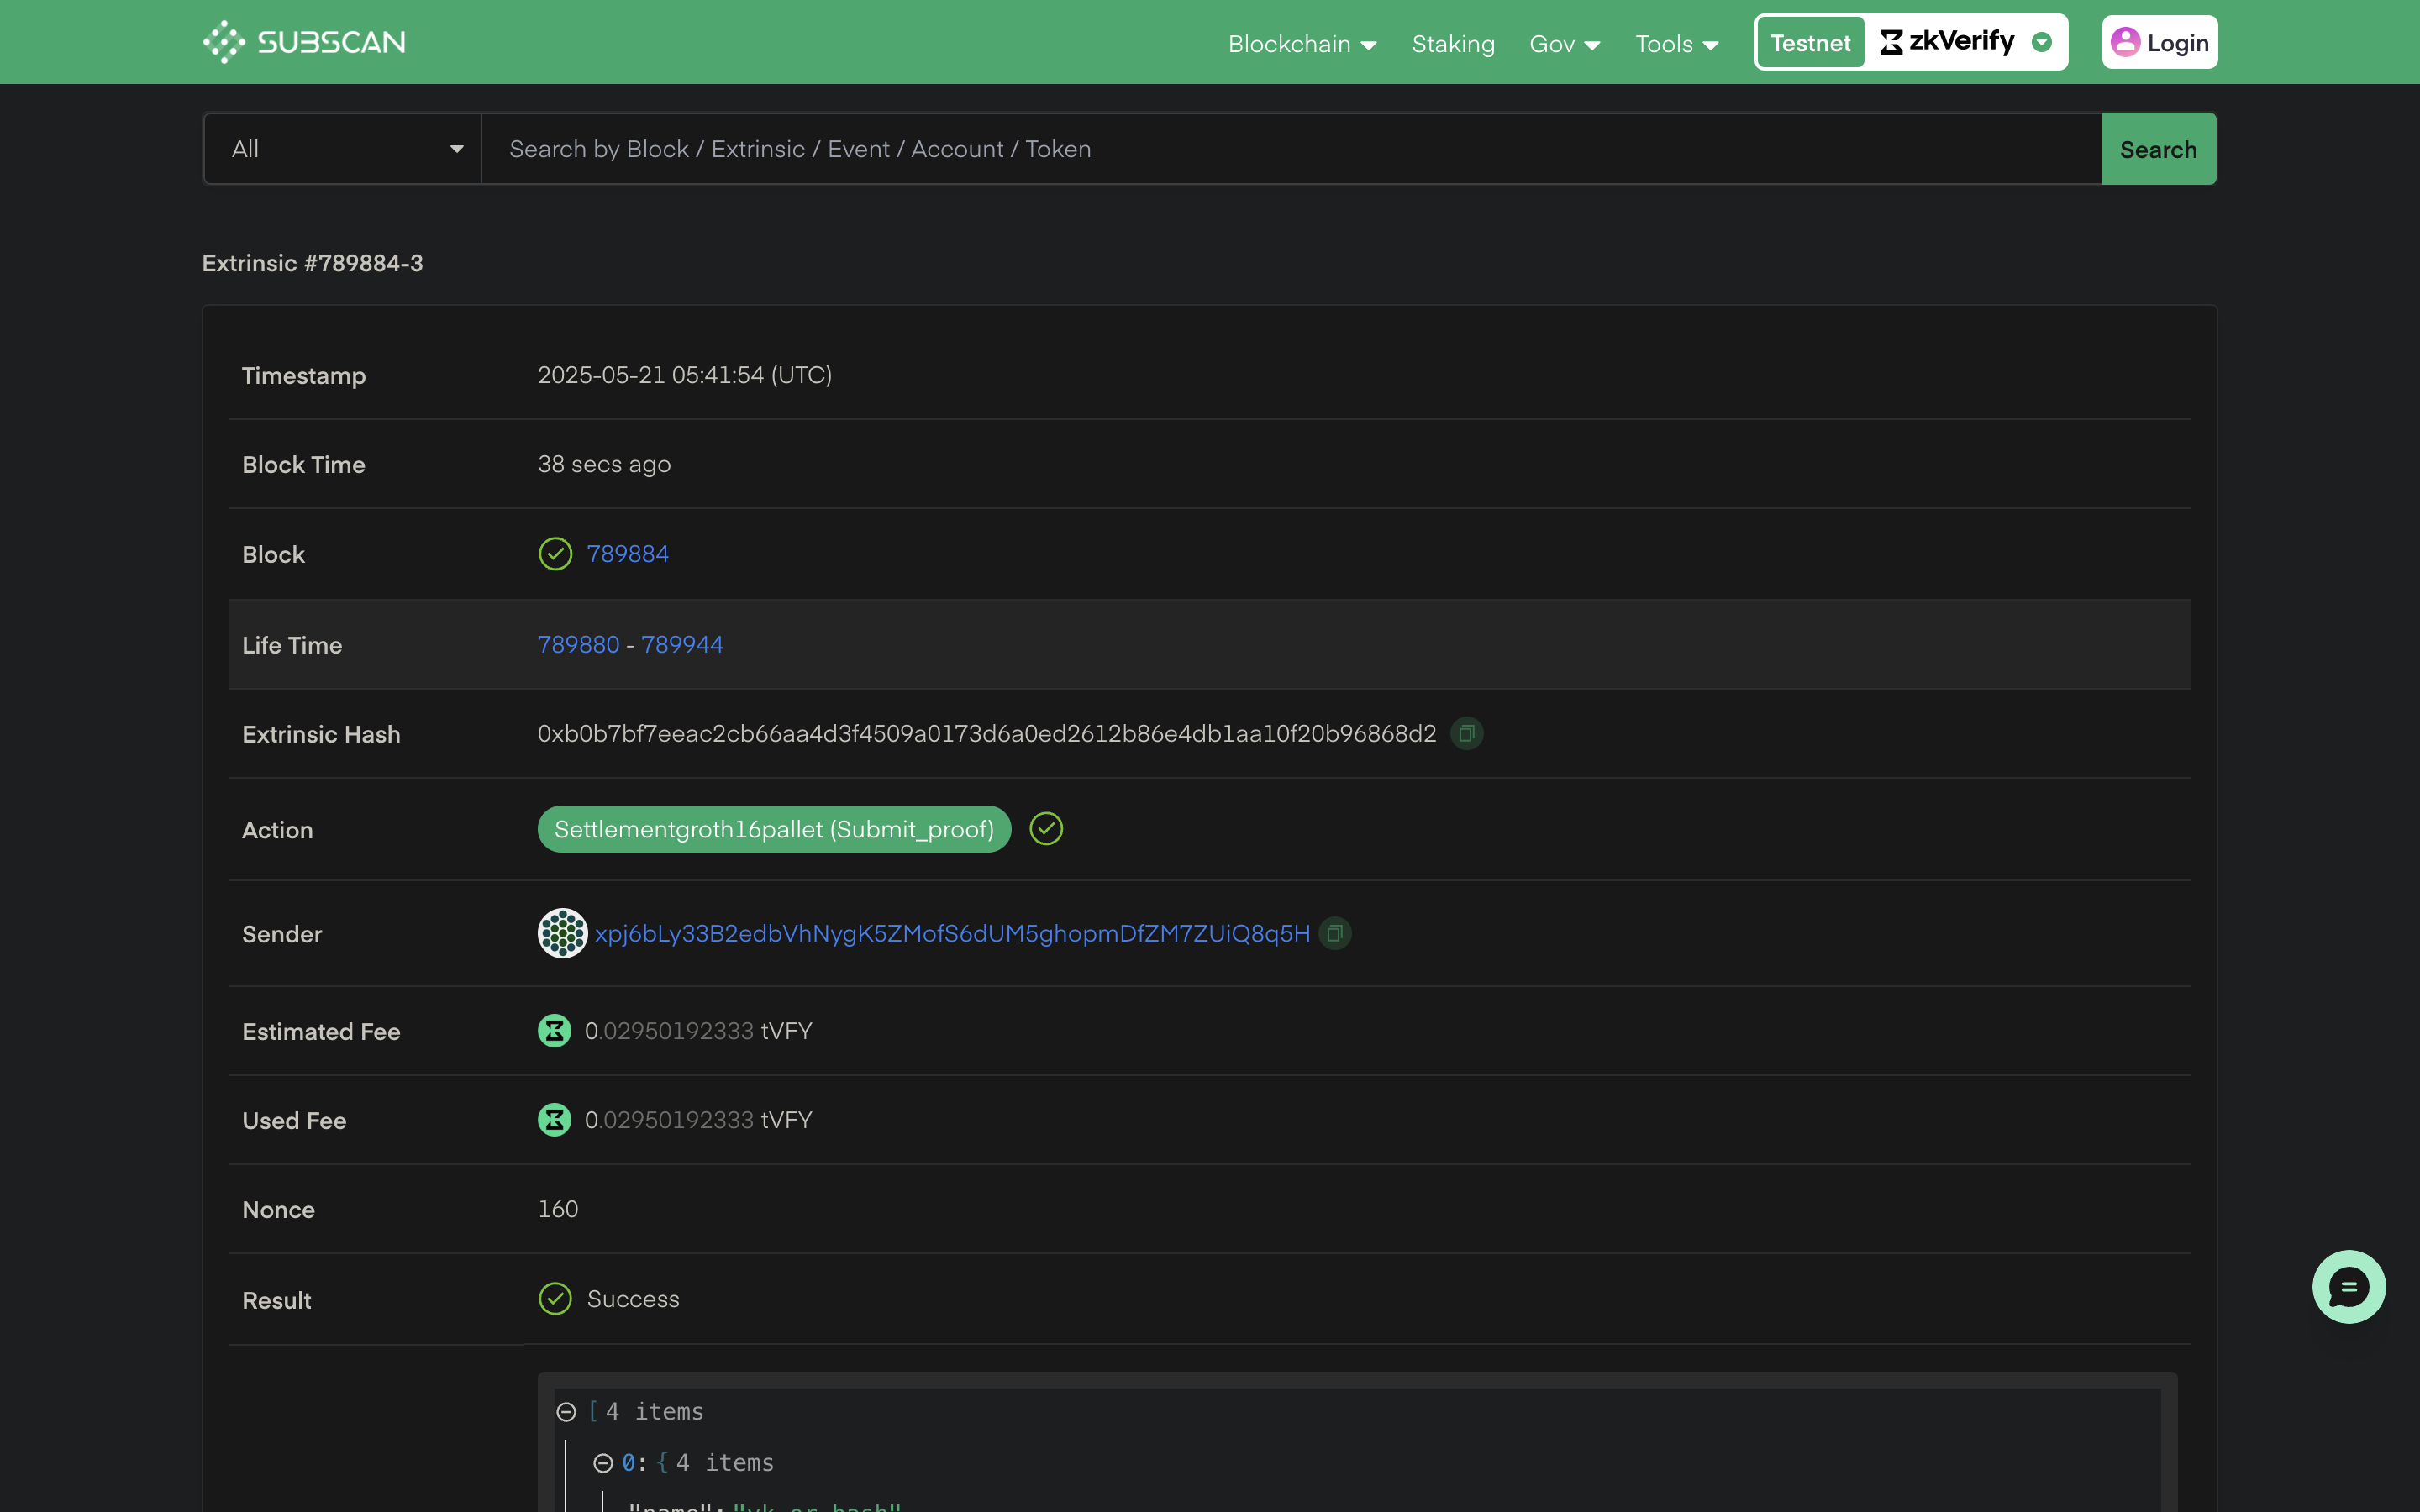 SUBSCAN
Blockchain Staking Gov Tools Testnet zkVerify Login
All Search by Block / Extrinsic / Event / Account / Token Search
Extrinsic #789884-3
Timestamp 2025-05-21 05:41:54 (UTC)
Block Time 38 secs ago
Block 789884
Life Time 789880 - 789944
Extrinsic Hash 0xb0b7bf7eeac2cb66aa4d3f4509a0173d6a0ed2612b86e4db1aa10f20b96868d2
Action Settlementgroth16pallet (Submit_proof)
Sender xpj6bLy33B2edbVhNygK5ZMofS6dUM5ghopmDfZM7ZUiQ8q5H
Estimated Fee 0.02950192333 tVFY
Used Fee 0.02950192333 tVFY
Nonce 160
Result Success
[ 4 items
0: { 4 items
"name": "vk_or_hash"